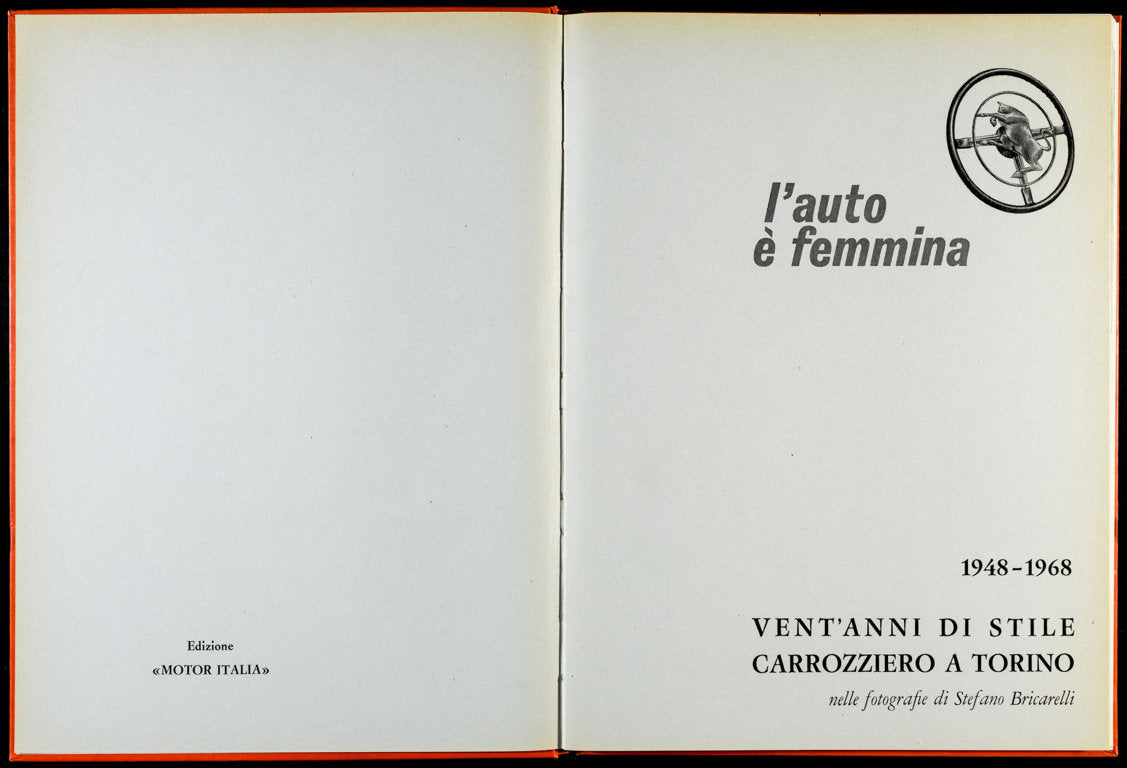 Edizione
«MOTOR ITALIA»
l'auto
è femmina
1948-1968
VENT'ANNI DI STILE
CARROZZIERO A TORINO
nelle fotografie di Stefano Bricarelli